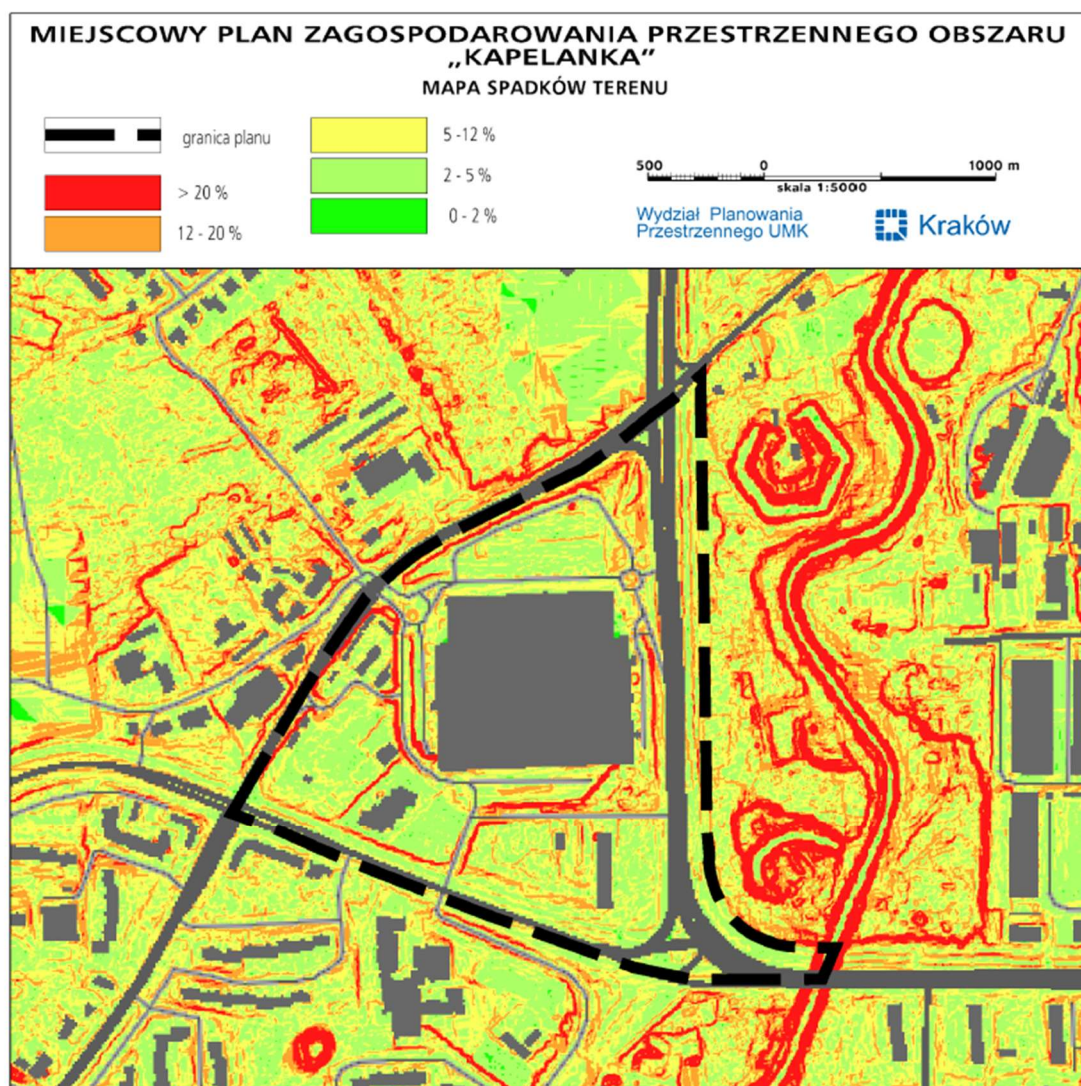 MIEJSCOWY PLAN ZAGOSPODAROWANIA PRZESTRZENNEGO OBSZARU
„KAPELANKA”
MAPA SPADKÓW TERENU
granica planu
> 20 %
12 - 20 %
5 -12 %
2 - 5 %
0 - 2 %
500 0 1000 m
skala 1:5000
Wydział Planowania
Przestrzennego UMK
Kraków